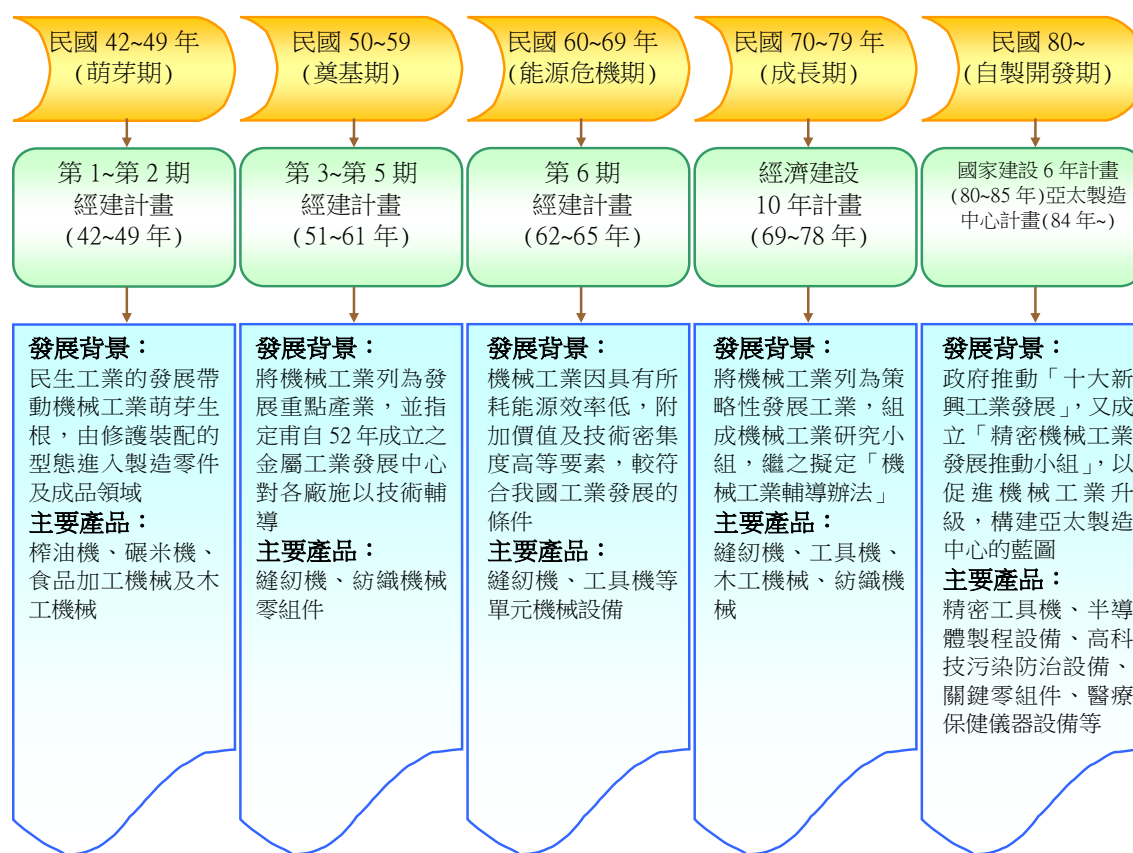 民國 42~49 年
(萌芽期)
第 1~第 2 期
經建計畫
(42~49 年)
發展背景：
民生工業的發展帶
動機械工業萌芽生
根，由修護裝配的
型態進入製造零件
及成品領域
主要產品：
榨油機、碾米機、
食品加工機械及木
工機械
民國 50~59
(奠基期)
第 3~第 5 期
經建計畫
(51~61 年)
發展背景：
將機械工業列為發
展重點產業，並指
定甫自 52 年成立之
金屬工業發展中心
對各廠施以技術輔
導
主要產品：
縫紉機、紡織機械
零組件
民國 60~69 年
(能源危機期)
第 6 期
經建計畫
(62~65 年)
發展背景：
機械工業因具有所
耗能源效率低，附
加價值及技術密集
度高等要素，較符
合我國工業發展的
條件
主要產品：
縫紉機、工具機等
單元機械設備
民國 70~79 年
(成長期)
經濟建設
10 年計畫
(69~78 年)
發展背景：
將機械工業列為策
略性發展工業，組
成機械工業研究小
組，繼之擬定「機
械工業輔導辦法」
主要產品：
縫紉機、工具機、
木工機械、紡織機
械
民國 80~
(自製開發期)
國家建設 6 年計畫
(80~85 年)亞太製造
中心計畫(84 年~)
發展背景：
政府推動「十大新
興工業發展」，又成
立「精密機械工業
發展推動小組」，以
促進機械工業升
級，構建亞太製造
中心的藍圖
主要產品：
精密工具機、半導
體製程設備、高科
技污染防治設備、
關鍵零組件、醫療
保健儀器設備等